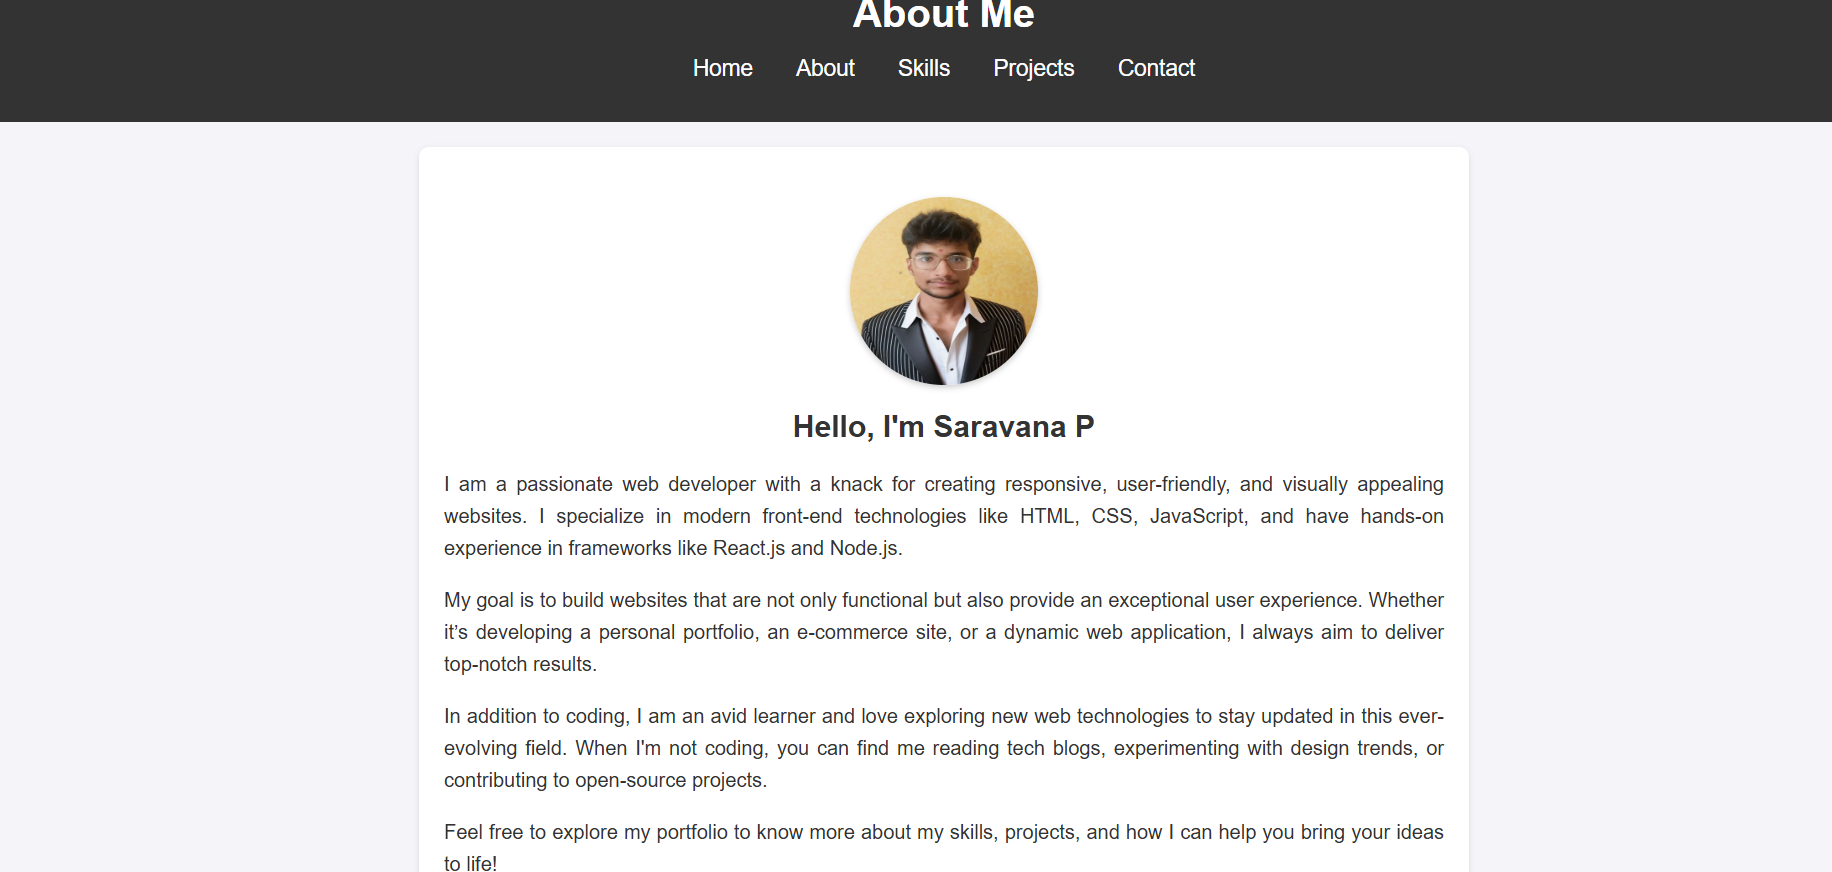 About Me
Home About Skills Projects Contact
Hello, I'm Saravana P
I am a passionate web developer with a knack for creating responsive, user-friendly, and visually appealing
websites. I specialize in modern front-end technologies like HTML, CSS, JavaScript, and have hands-on
experience in frameworks like React.js and Node.js.
My goal is to build websites that are not only functional but also provide an exceptional user experience. Whether
it’s developing a personal portfolio, an e-commerce site, or a dynamic web application, I always aim to deliver
top-notch results.
In addition to coding, I am an avid learner and love exploring new web technologies to stay updated in this ever-
evolving field. When I'm not coding, you can find me reading tech blogs, experimenting with design trends, or
contributing to open-source projects.
Feel free to explore my portfolio to know more about my skills, projects, and how I can help you bring your ideas
to life!